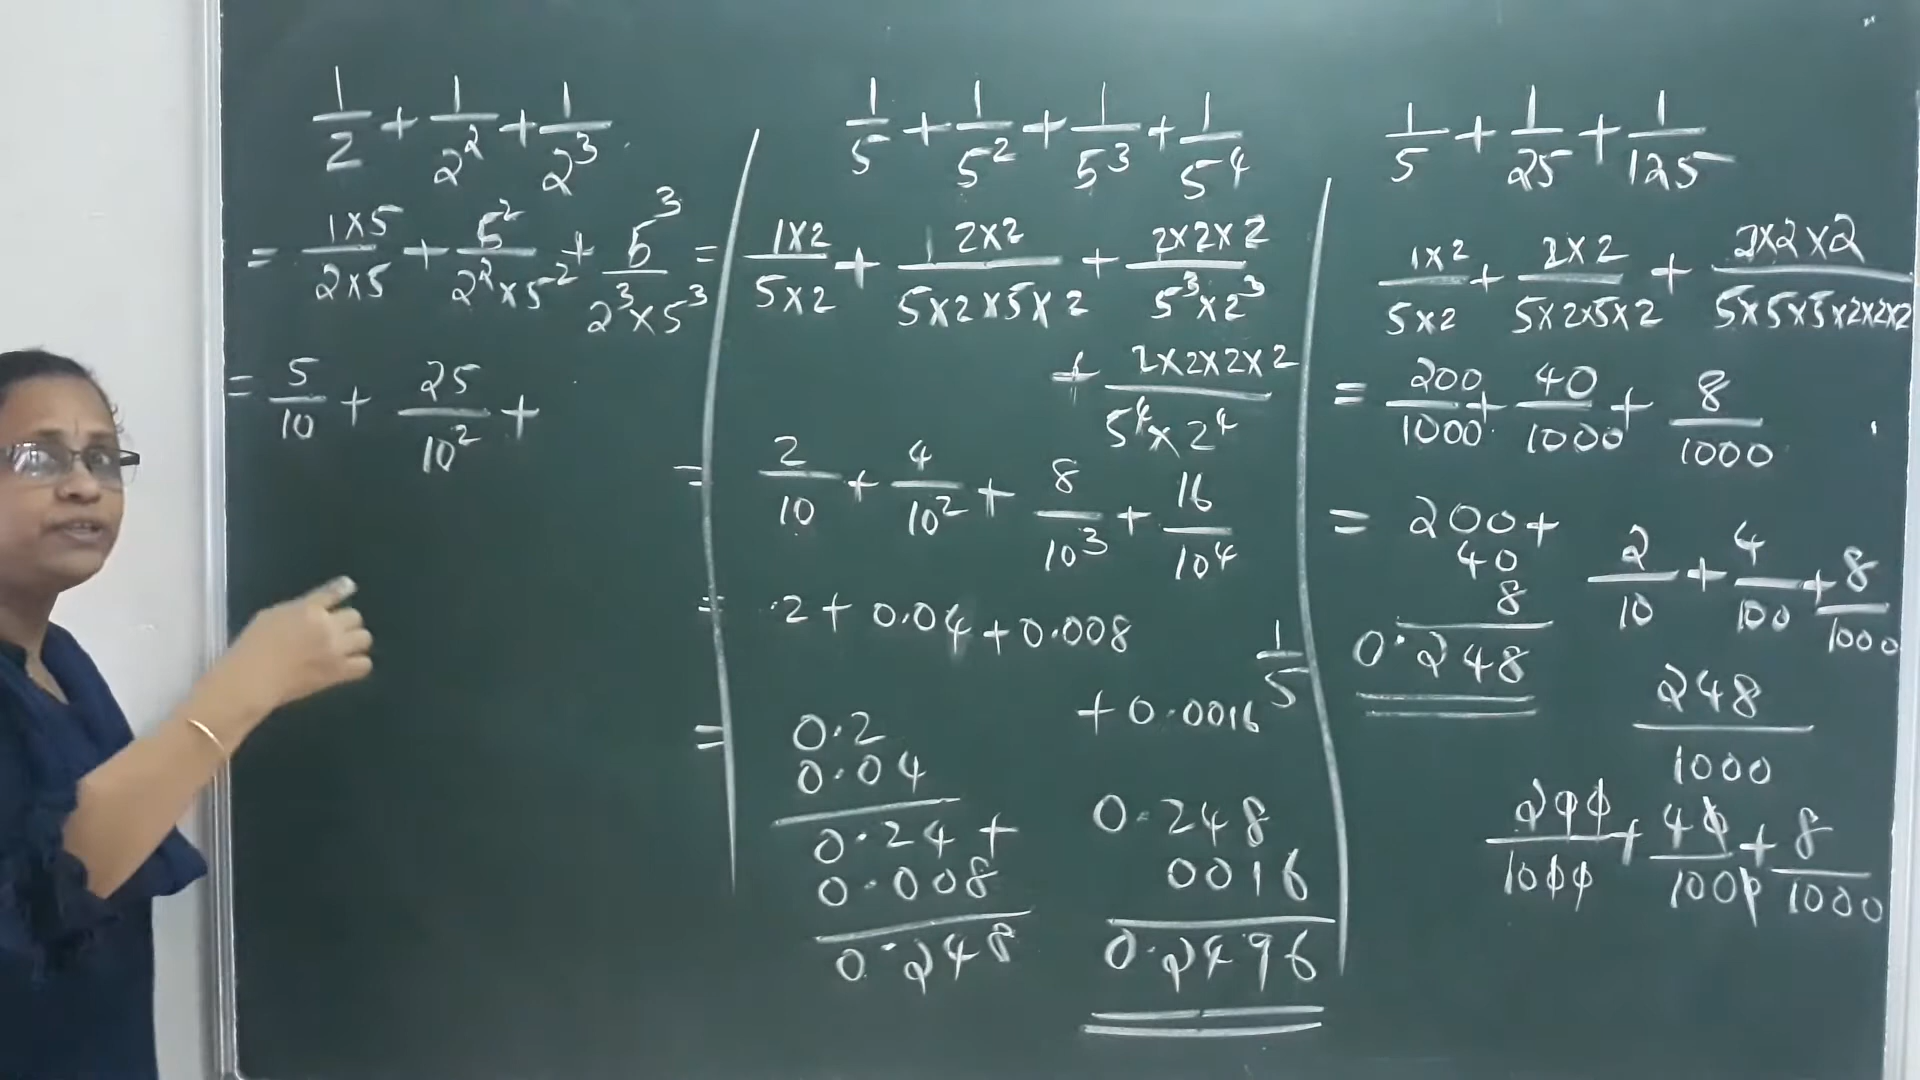 1/2 + 1/2² + 1/2³
= 1×5/2×5 + 5²/2²×5² + 5³/2³×5³
= 5/10 + 25/10² +
1/5 + 1/5² + 1/5³ + 1/5⁴
= 1×2/5×2 + 2×2/5×2×5×2 + 2×2×2/5³×2³
+ 2×2×2×2/5⁴×2⁴
= 2/10 + 4/10² + 8/10³ + 16/10⁴
= .2 + 0.04 + 0.008
1/5
+ 0.0016
= 0.2
0.04
0.24 +
0.008
0.248
0.248
0016
0.2496
1/5 + 1/25 + 1/125
1×2/5×2 + 2×2/5×2×5×2 + 2×2×2/5×5×5×2×2×2
= 200/1000 + 40/1000 + 8/1000
= 200 +
40
8
0.248
2/10 + 4/100 + 8/1000
248/1000
200/1000 + 40/1000 + 8/1000